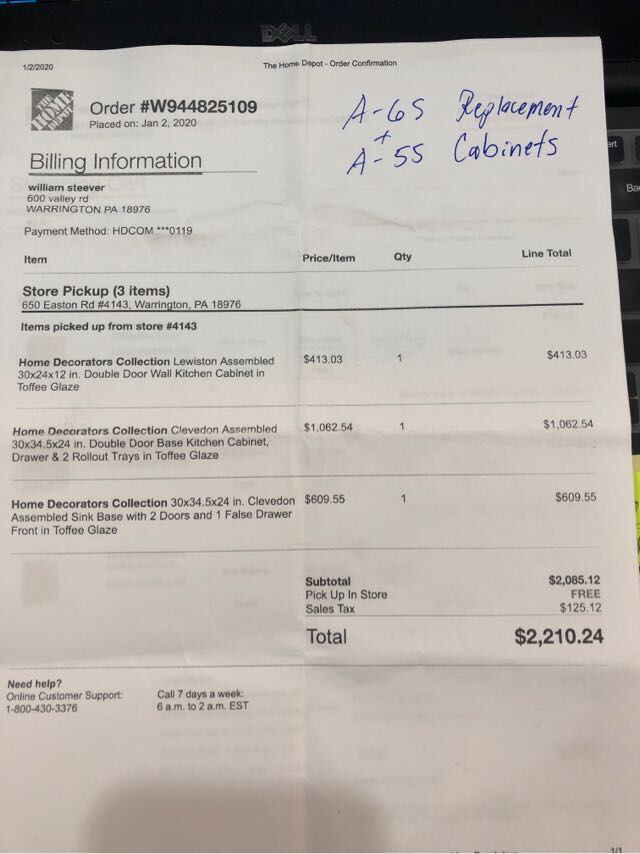 DELL
1/2/2020 The Home Depot - Order Confirmation
THE HOME DEPOT
Order #W944825109
Placed on: Jan 2, 2020
A-6S Replacement
+
A-5S Cabinets
Billing Information
william steever
600 valley rd
WARRINGTON PA 18976
Payment Method: HDCOM ***0119
Item Price/Item Qty Line Total
Store Pickup (3 items)
650 Easton Rd #4143, Warrington, PA 18976
Items picked up from store #4143
Home Decorators Collection Lewiston Assembled $413.03 1 $413.03
30x24x12 in. Double Door Wall Kitchen Cabinet in
Toffee Glaze
Home Decorators Collection Clevedon Assembled $1,062.54 1 $1,062.54
30x34.5x24 in. Double Door Base Kitchen Cabinet,
Drawer & 2 Rollout Trays in Toffee Glaze
Home Decorators Collection 30x34.5x24 in. Clevedon $609.55 1 $609.55
Assembled Sink Base with 2 Doors and 1 False Drawer
Front in Toffee Glaze
Subtotal $2,085.12
Pick Up In Store FREE
Sales Tax $125.12
Total $2,210.24
Need help?
Online Customer Support: Call 7 days a week:
1-800-430-3376 6 a.m. to 2 a.m. EST
1/1